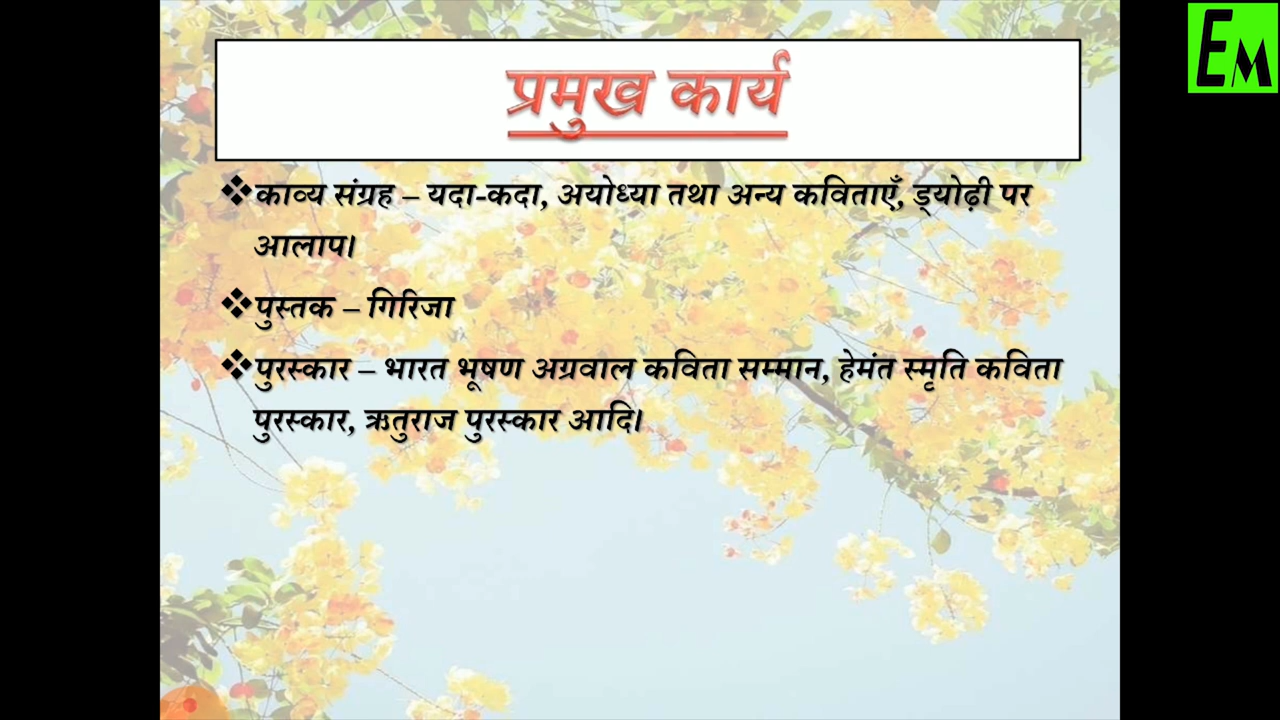 EM
प्रमुख कार्य
❖काव्य संग्रह – यदा-कदा, अयोध्या तथा अन्य कविताएँ, ड्योढ़ी पर
आलाप।
❖पुस्तक – गिरिजा
❖पुरस्कार – भारत भूषण अग्रवाल कविता सम्मान, हेमंत स्मृति कविता
पुरस्कार, ऋतुराज पुरस्कार आदि।